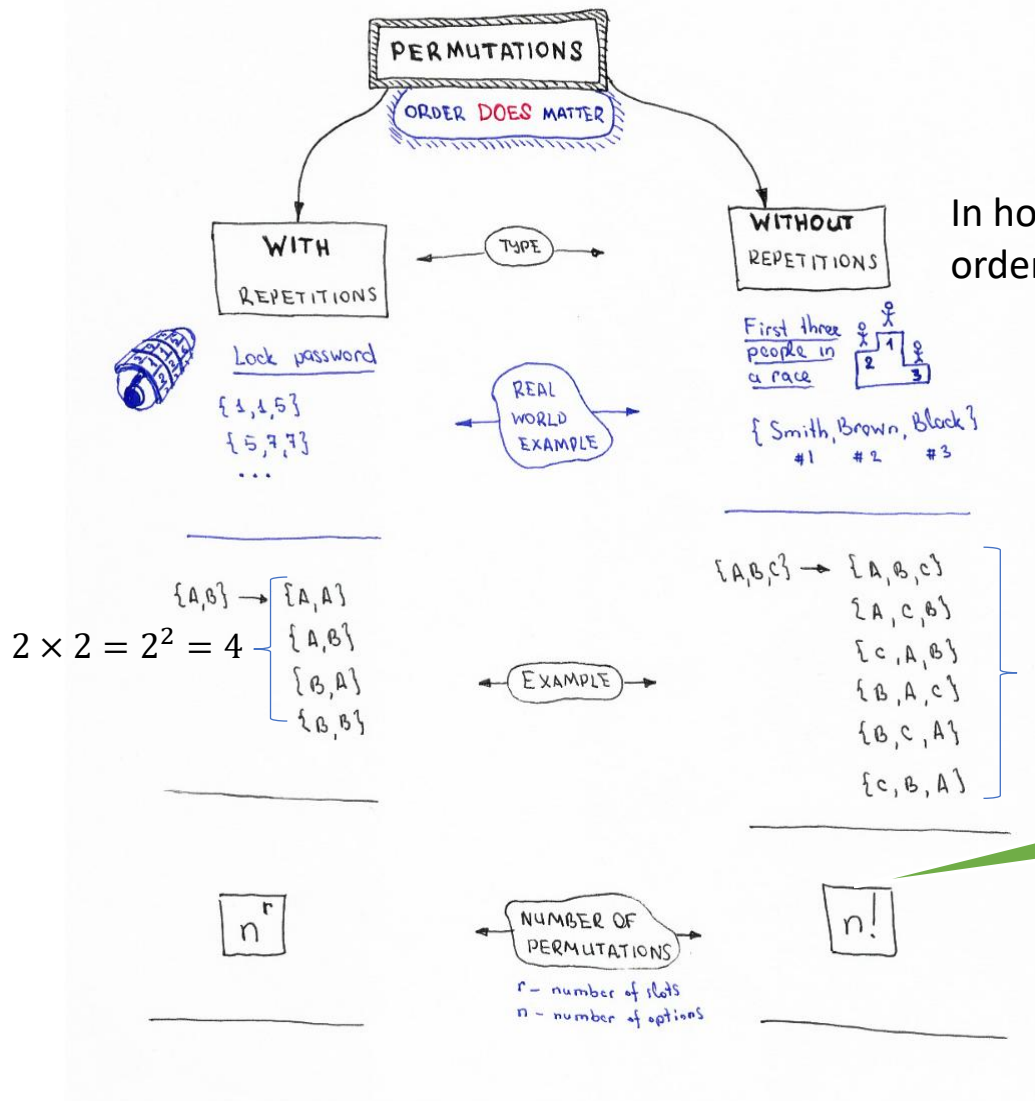 PERMUTATIONS
ORDER DOES MATTER
WITH
REPETITIONS
TYPE
WITHOUT
REPETITIONS
In ho
order
Lock password
{1,1,5}
{5,7,7}
...
REAL
WORLD
EXAMPLE
First three
people in
a race
1
2
3
{Smith, Brown, Black}
#1 #2 #3
{A,B} → {A,A}
{A,B}
{B,A}
{B,B}
2 × 2 = 2² = 4
EXAMPLE
{A,B,C} → {A,B,C}
{A,C,B}
{C,A,B}
{B,A,C}
{B,C,A}
{C,B,A}
nʳ
NUMBER OF
PERMUTATIONS
r - number of slots
n - number of options
n!